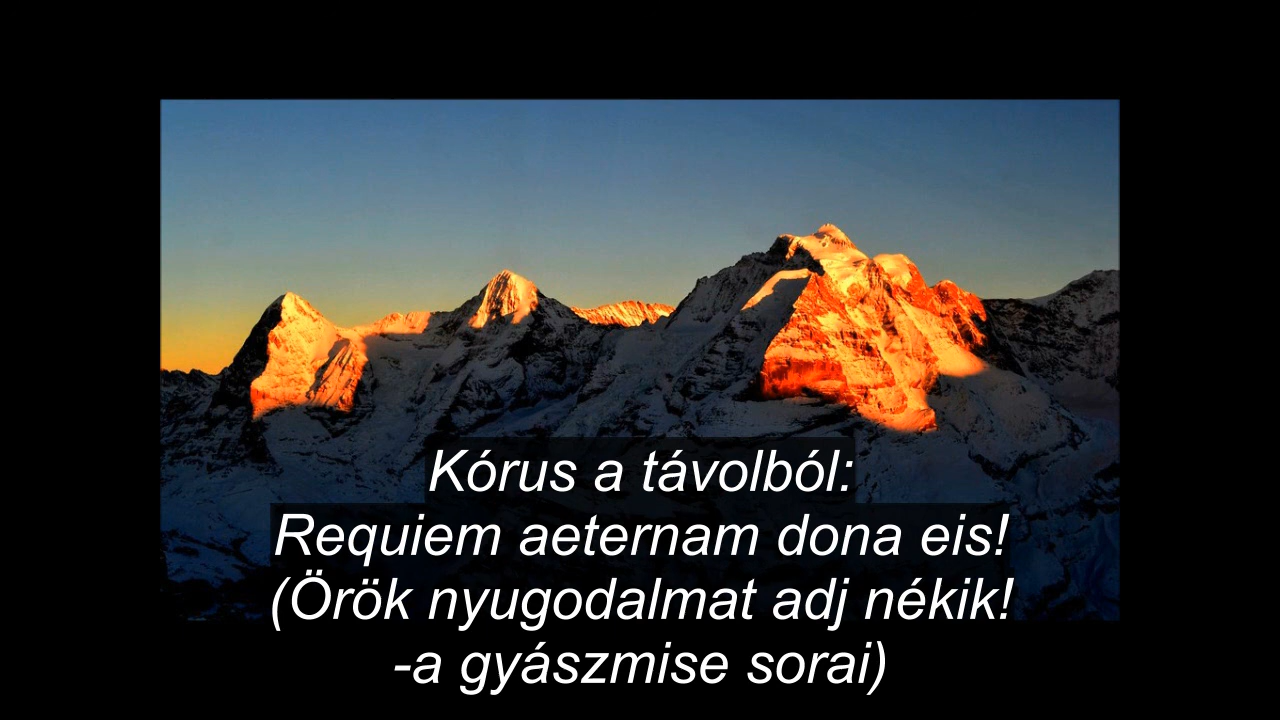 Kórus a távolból:
Requiem aeternam dona eis!
(Örök nyugodalmat adj nékik!
-a gyászmise sorai)